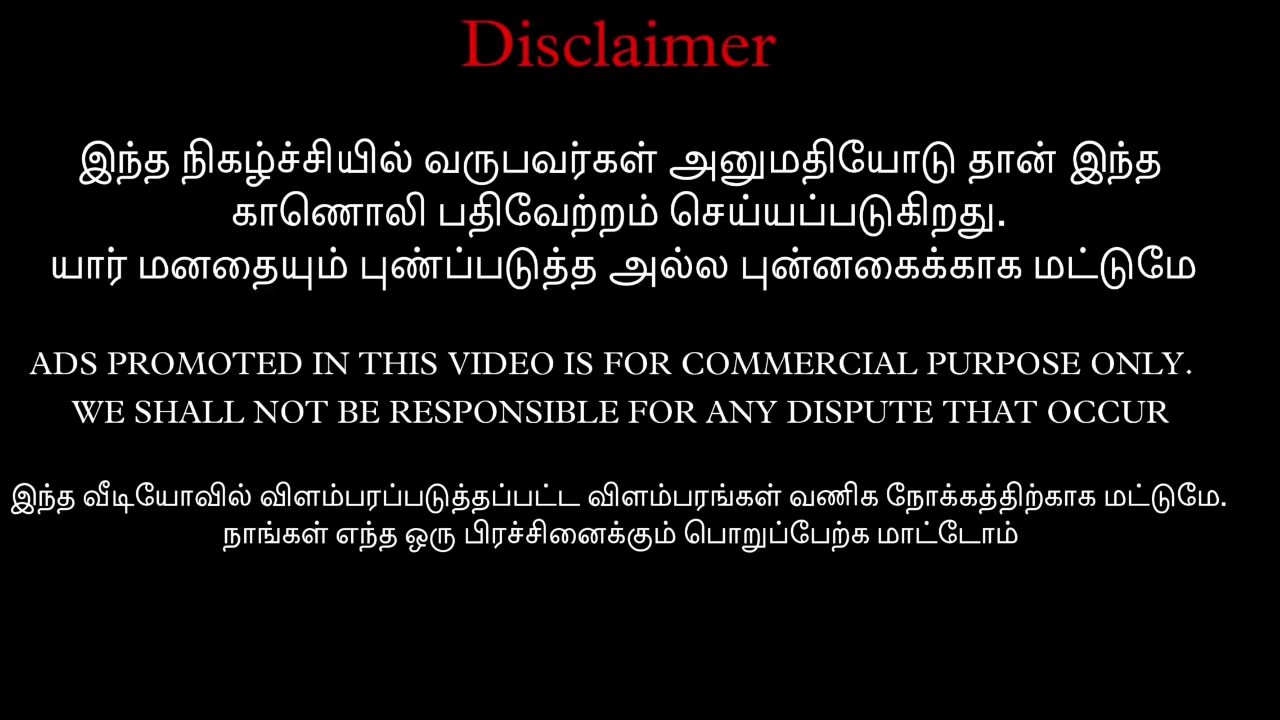 Disclaimer
இந்த நிகழ்ச்சியில் வருபவர்கள் அனுமதியோடு தான் இந்த
காணொலி பதிவேற்றம் செய்யப்படுகிறது.
யார் மனதையும் புண்ப்படுத்த அல்ல புன்னகைக்காக மட்டுமே
ADS PROMOTED IN THIS VIDEO IS FOR COMMERCIAL PURPOSE ONLY.
WE SHALL NOT BE RESPONSIBLE FOR ANY DISPUTE THAT OCCUR
இந்த வீடியோவில் விளம்பரப்படுத்தப்பட்ட விளம்பரங்கள் வணிக நோக்கத்திற்காக மட்டுமே.
நாங்கள் எந்த ஒரு பிரச்சினைக்கும் பொறுப்பேற்க மாட்டோம்